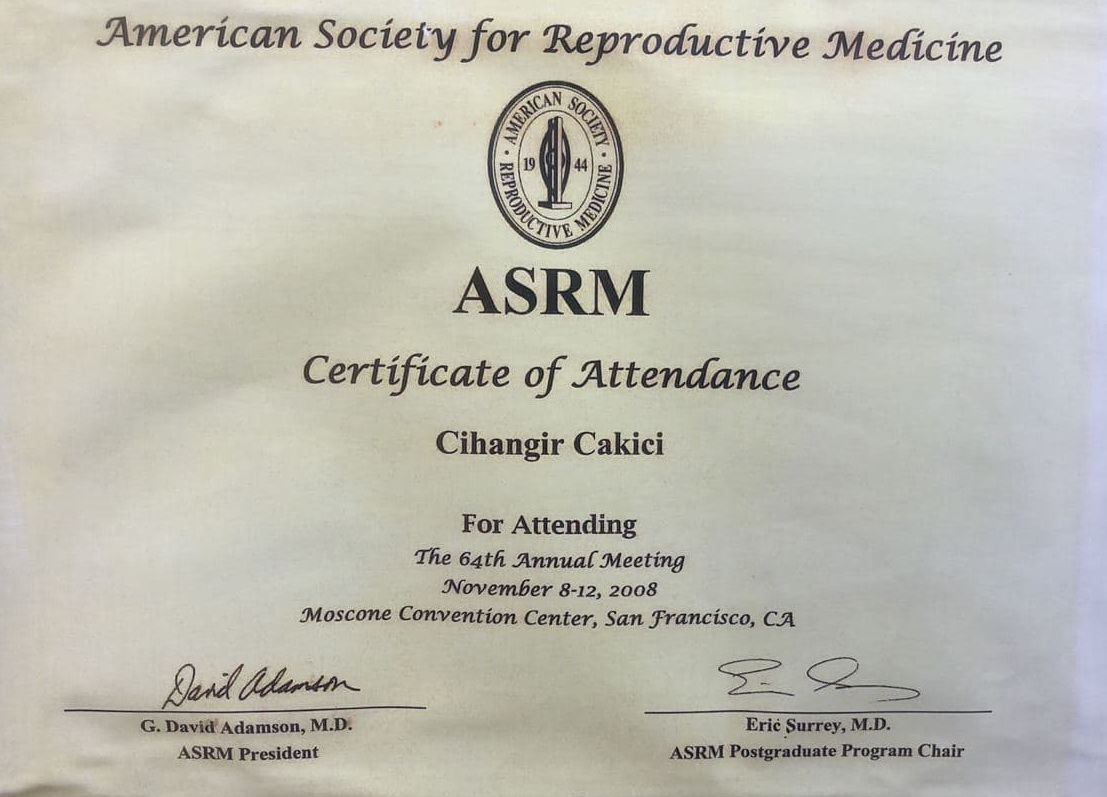 American Society for Reproductive Medicine
AMERICAN SOCIETY · REPRODUCTIVE MEDICINE ·
19 44
ASRM
Certificate of Attendance
Cihangir Cakici
For Attending
The 64th Annual Meeting
November 8-12, 2008
Moscone Convention Center, San Francisco, CA
David Adamson
G. David Adamson, M.D.
ASRM President
Eric Surrey, M.D.
ASRM Postgraduate Program Chair